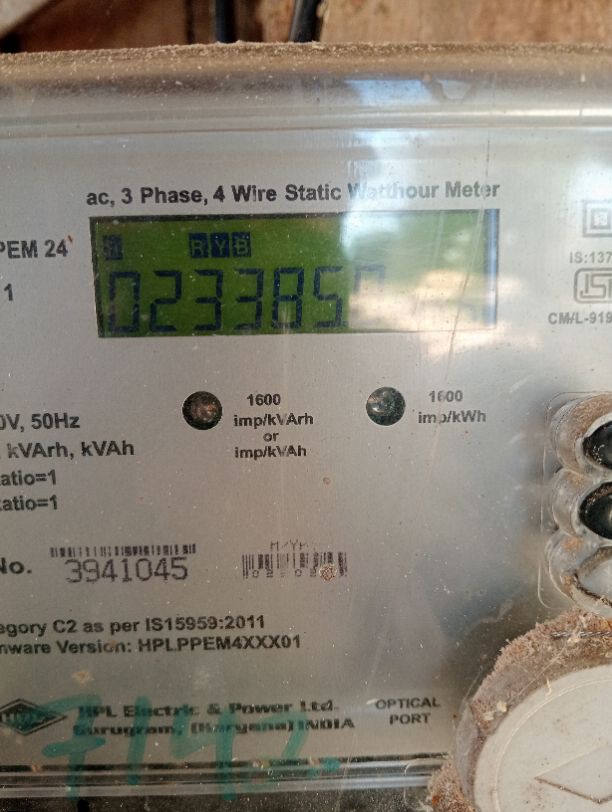 ac, 3 Phase, 4 Wire Static Watthour Meter
PEM 24
1
RYB
023385.
IS:137
CM/L-919
1600
imp/kVArh
or
imp/kVAh
1600
imp/kWh
0V, 50Hz
, kVArh, kVAh
atio=1
atio=1
No. 3941045
egory C2 as per IS15959:2011
mware Version: HPLPPEM4XXX01
HPL Electric & Power Ltd.
Gurugram, (Haryana) INDIA
OPTICAL
PORT